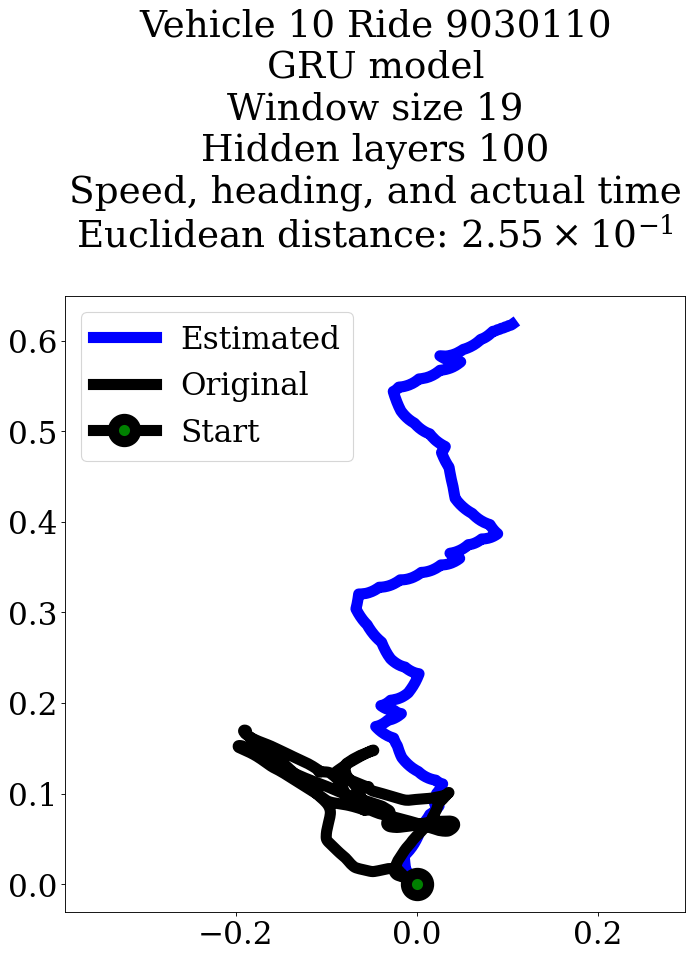 Vehicle 10 Ride 9030110
GRU model
Window size 19
Hidden layers 100
Speed, heading, and actual time
Euclidean distance: 2.55 × 10⁻¹
Estimated
Original
Start
0.6
0.5
0.4
0.3
0.2
0.1
0.0
−0.2
0.0
0.2